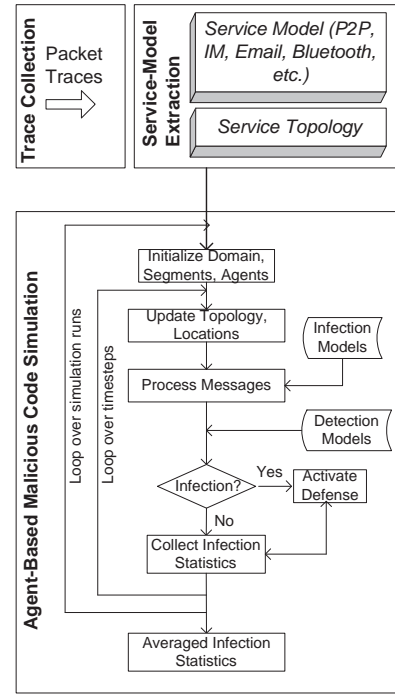 Trace Collection
Packet
Traces
Service-Model
Extraction
Service Model (P2P,
IM, Email, Bluetooth,
etc.)
Service Topology
Agent-Based Malicious Code Simulation
Loop over simulation runs
Loop over timesteps
Initialize Domain,
Segments, Agents
Update Topology,
Locations
Infection
Models
Process Messages
Detection
Models
Infection?
Yes
Activate
Defense
No
Collect Infection
Statistics
Averaged Infection
Statistics